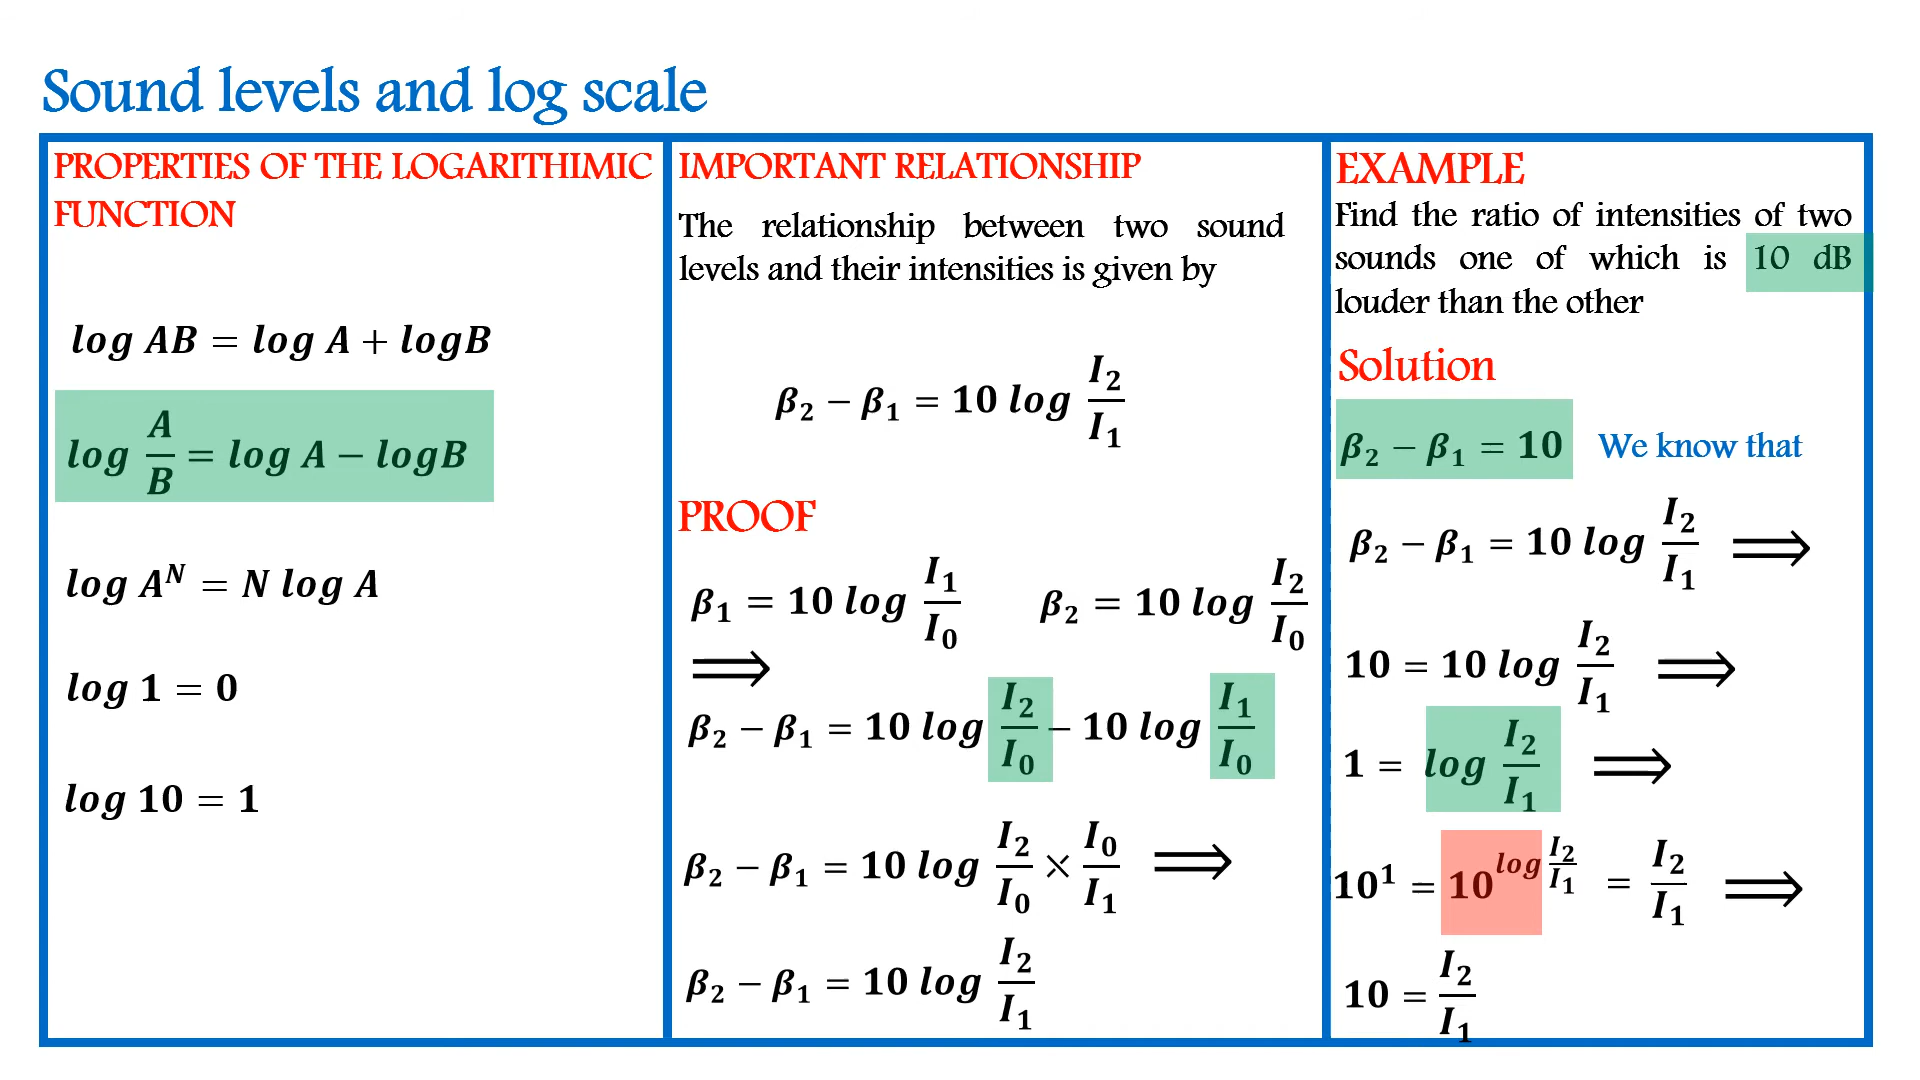 Sound levels and log scale
PROPERTIES OF THE LOGARITHIMIC
FUNCTION
log AB = log A + logB
log A/B = log A − logB
log A^N = N log A
log 1 = 0
log 10 = 1
IMPORTANT RELATIONSHIP
The relationship between two sound
levels and their intensities is given by
β₂ − β₁ = 10 log I₂/I₁
PROOF
β₁ = 10 log I₁/I₀ β₂ = 10 log I₂/I₀
⟹
β₂ − β₁ = 10 log I₂/I₀ − 10 log I₁/I₀
β₂ − β₁ = 10 log I₂/I₀ × I₀/I₁ ⟹
β₂ − β₁ = 10 log I₂/I₁
EXAMPLE
Find the ratio of intensities of two
sounds one of which is 10 dB
louder than the other
Solution
β₂ − β₁ = 10 We know that
β₂ − β₁ = 10 log I₂/I₁ ⟹
10 = 10 log I₂/I₁ ⟹
1 = log I₂/I₁ ⟹
10¹ = 10^(log I₂/I₁) = I₂/I₁ ⟹
10 = I₂/I₁